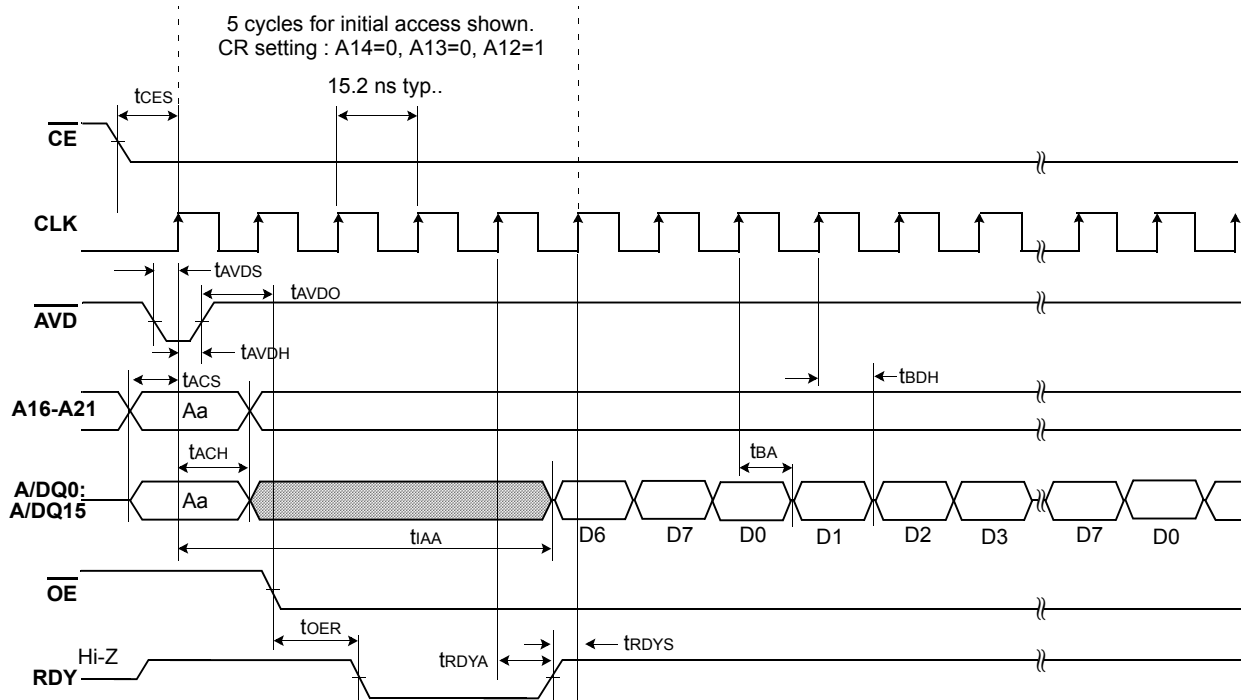 5 cycles for initial access shown.
CR setting : A14=0, A13=0, A12=1
15.2 ns typ..
tCES
CE
CLK
tAVDS
tAVDO
AVD
tAVDH
tACS
A16-A21
Aa
tACH
tBDH
tBA
A/DQ0:
A/DQ15
Aa
tIAA
D6 D7 D0 D1 D2 D3 D7 D0
OE
tOER
tRDYS
tRDYA
Hi-Z
RDY